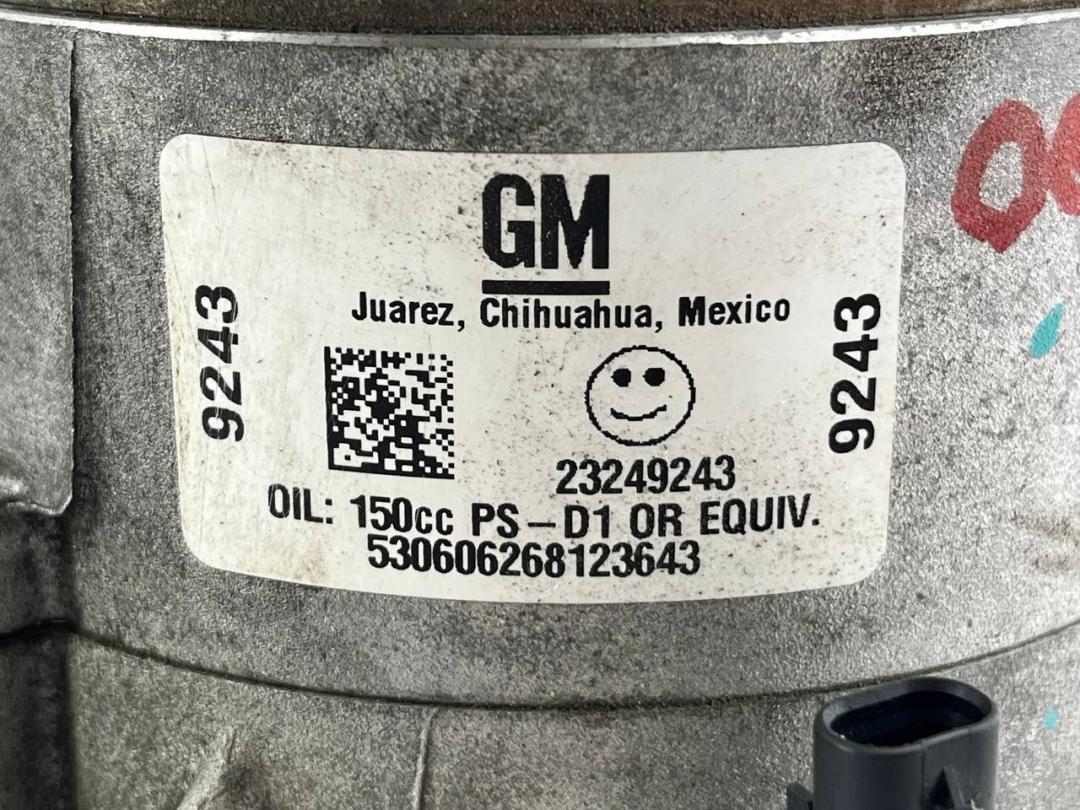 GM
Juarez, Chihuahua, Mexico
9243
9243
23249243
OIL: 150cc PS-D1 OR EQUIV.
530606268123643